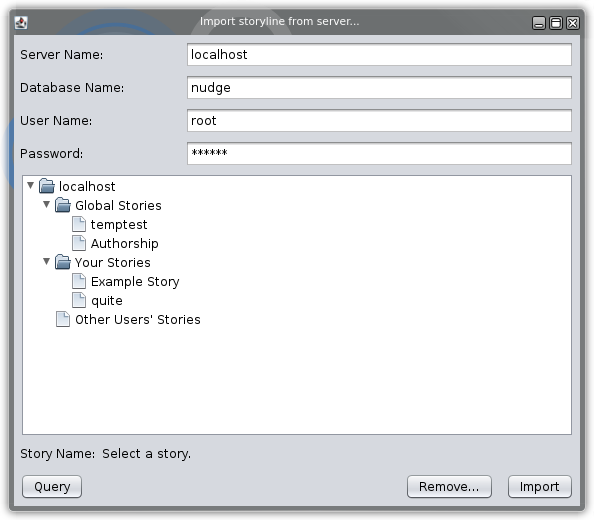 Import storyline from server...
Server Name: localhost
Database Name: nudge
User Name: root
Password: ******
localhost
Global Stories
temptest
Authorship
Your Stories
Example Story
quite
Other Users' Stories
Story Name: Select a story.
Query Remove... Import